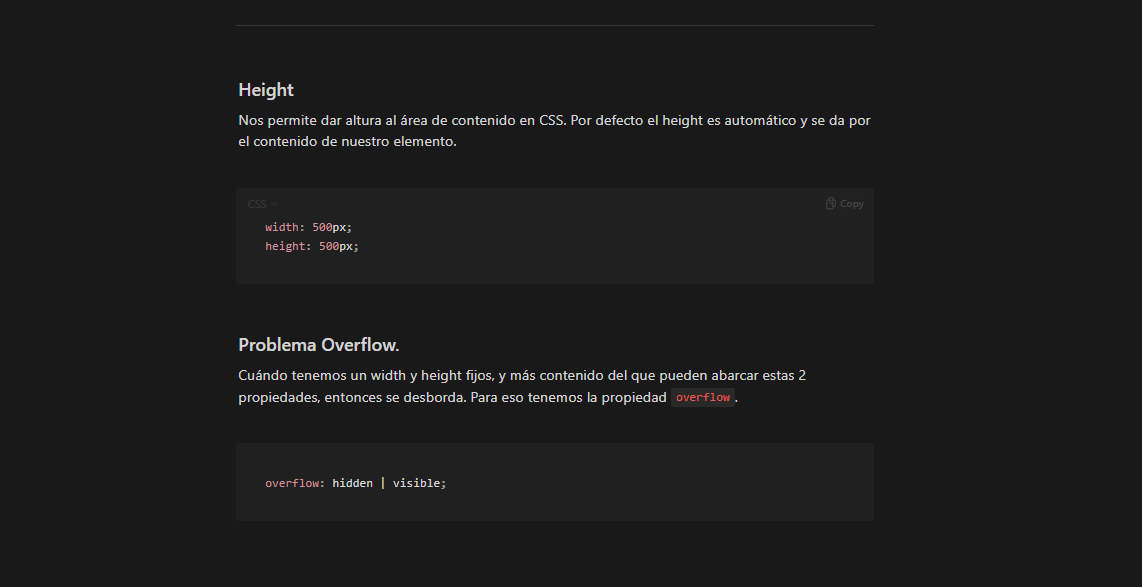 Height
Nos permite dar altura al área de contenido en CSS. Por defecto el height es automático y se da por
el contenido de nuestro elemento.
CSS
Copy
width: 500px;
height: 500px;
Problema Overflow.
Cuándo tenemos un width y height fijos, y más contenido del que pueden abarcar estas 2
propiedades, entonces se desborda. Para eso tenemos la propiedad overflow.
overflow: hidden | visible;